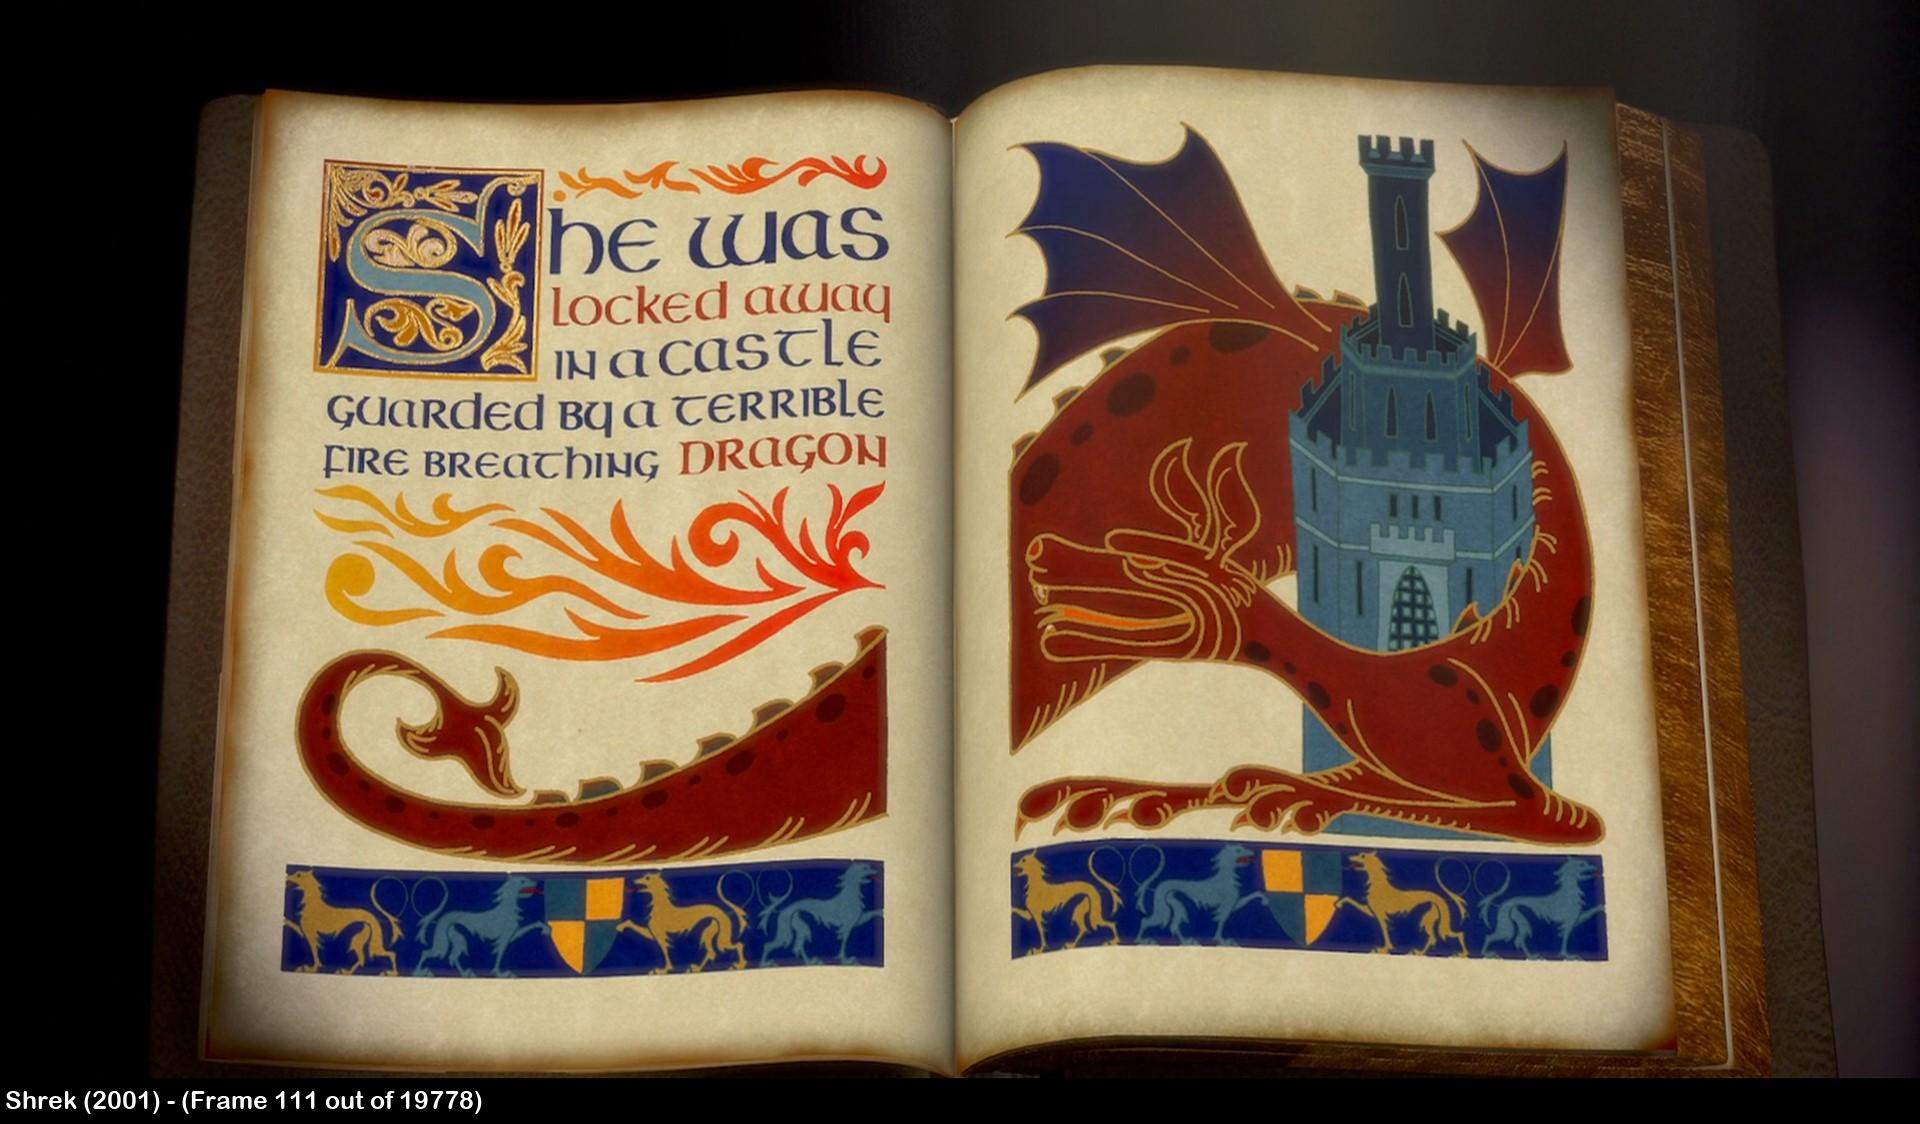 She was
locked away
in a castle
guarded by a terrible
fire breathing DRAGON
Shrek (2001) - (Frame 111 out of 19778)